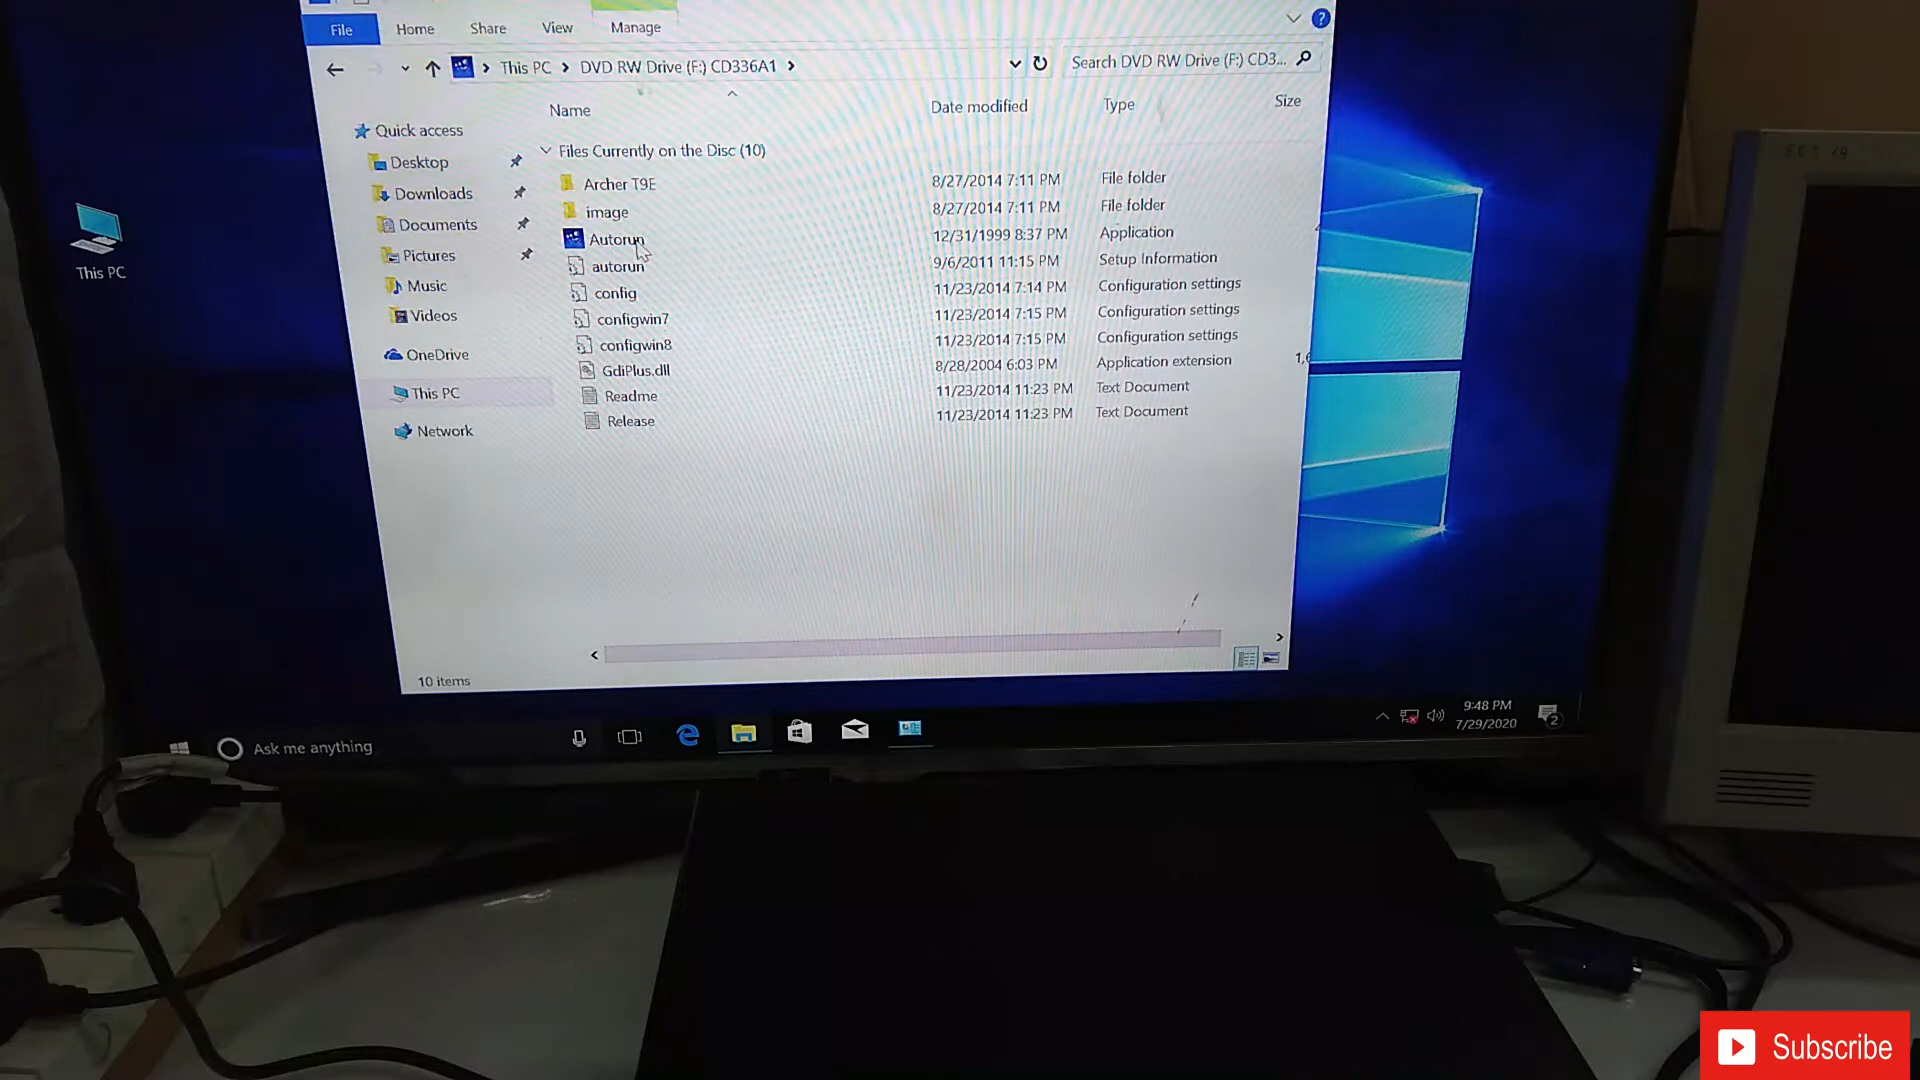 File Home Share View Manage
This PC DVD RW Drive (F:) CD336A1 Search DVD RW Drive (F:) CD3...
Name Date modified Type Size
Quick access
Desktop
Downloads
Documents
Pictures
Music
Videos
OneDrive
This PC
Network
Files Currently on the Disc (10)
Archer T9E 8/27/2014 7:11 PM File folder
image 8/27/2014 7:11 PM File folder
Autorun 12/31/1999 8:37 PM Application
autorun 9/6/2011 11:15 PM Setup Information
config 11/23/2014 7:14 PM Configuration settings
configwin7 11/23/2014 7:15 PM Configuration settings
configwin8 11/23/2014 7:15 PM Configuration settings
GdiPlus.dll 8/28/2004 6:03 PM Application extension 1,6
Readme 11/23/2014 11:23 PM Text Document
Release 11/23/2014 11:23 PM Text Document
10 items
This PC
Ask me anything
9:48 PM
7/29/2020
2
Subscribe